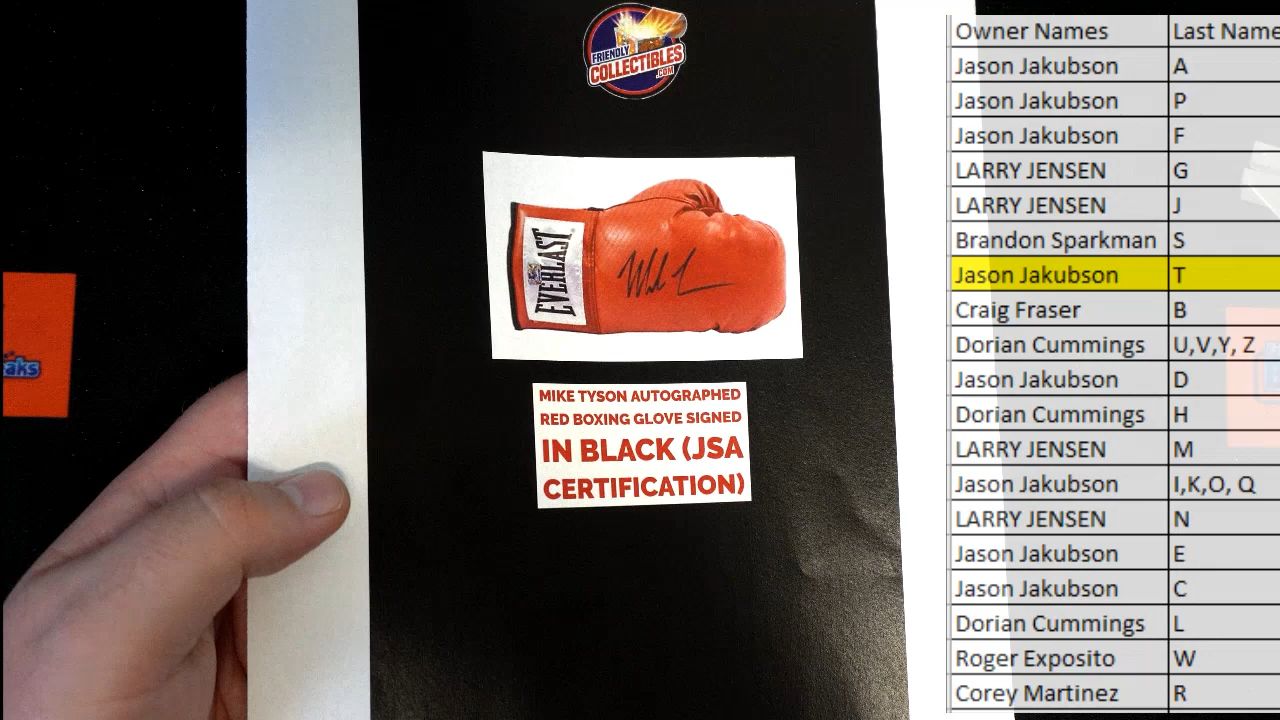 FRIENDLY
COLLECTIBLES
.COM
EVERLAST
MIKE TYSON AUTOGRAPHED
RED BOXING GLOVE SIGNED
IN BLACK (JSA
CERTIFICATION)
aks
Owner Names Last Name
Jason Jakubson A
Jason Jakubson P
Jason Jakubson F
LARRY JENSEN G
LARRY JENSEN J
Brandon Sparkman S
Jason Jakubson T
Craig Fraser B
Dorian Cummings U,V,Y, Z
Jason Jakubson D
Dorian Cummings H
LARRY JENSEN M
Jason Jakubson I,K,O, Q
LARRY JENSEN N
Jason Jakubson E
Jason Jakubson C
Dorian Cummings L
Roger Exposito W
Corey Martinez R